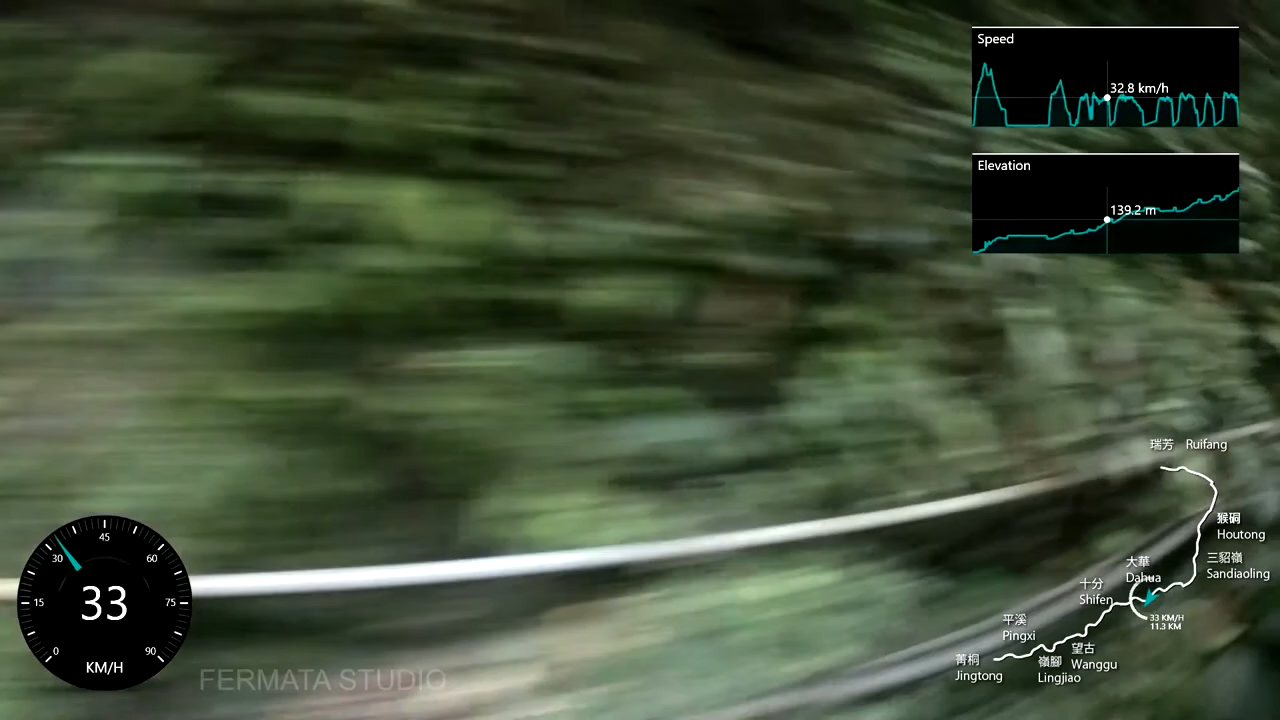 Speed
32.8 km/h
Elevation
139.2 m
瑞芳 Ruifang
猴硐
Houtong
三貂嶺
Sandiaoling
大華
Dahua
十分
Shifen
33 KM/H
11.3 KM
平溪
Pingxi
望古
Wanggu
嶺腳
Lingjiao
菁桐
Jingtong
0
15
30
45
60
75
90
33
KM/H
FERMATA STUDIO